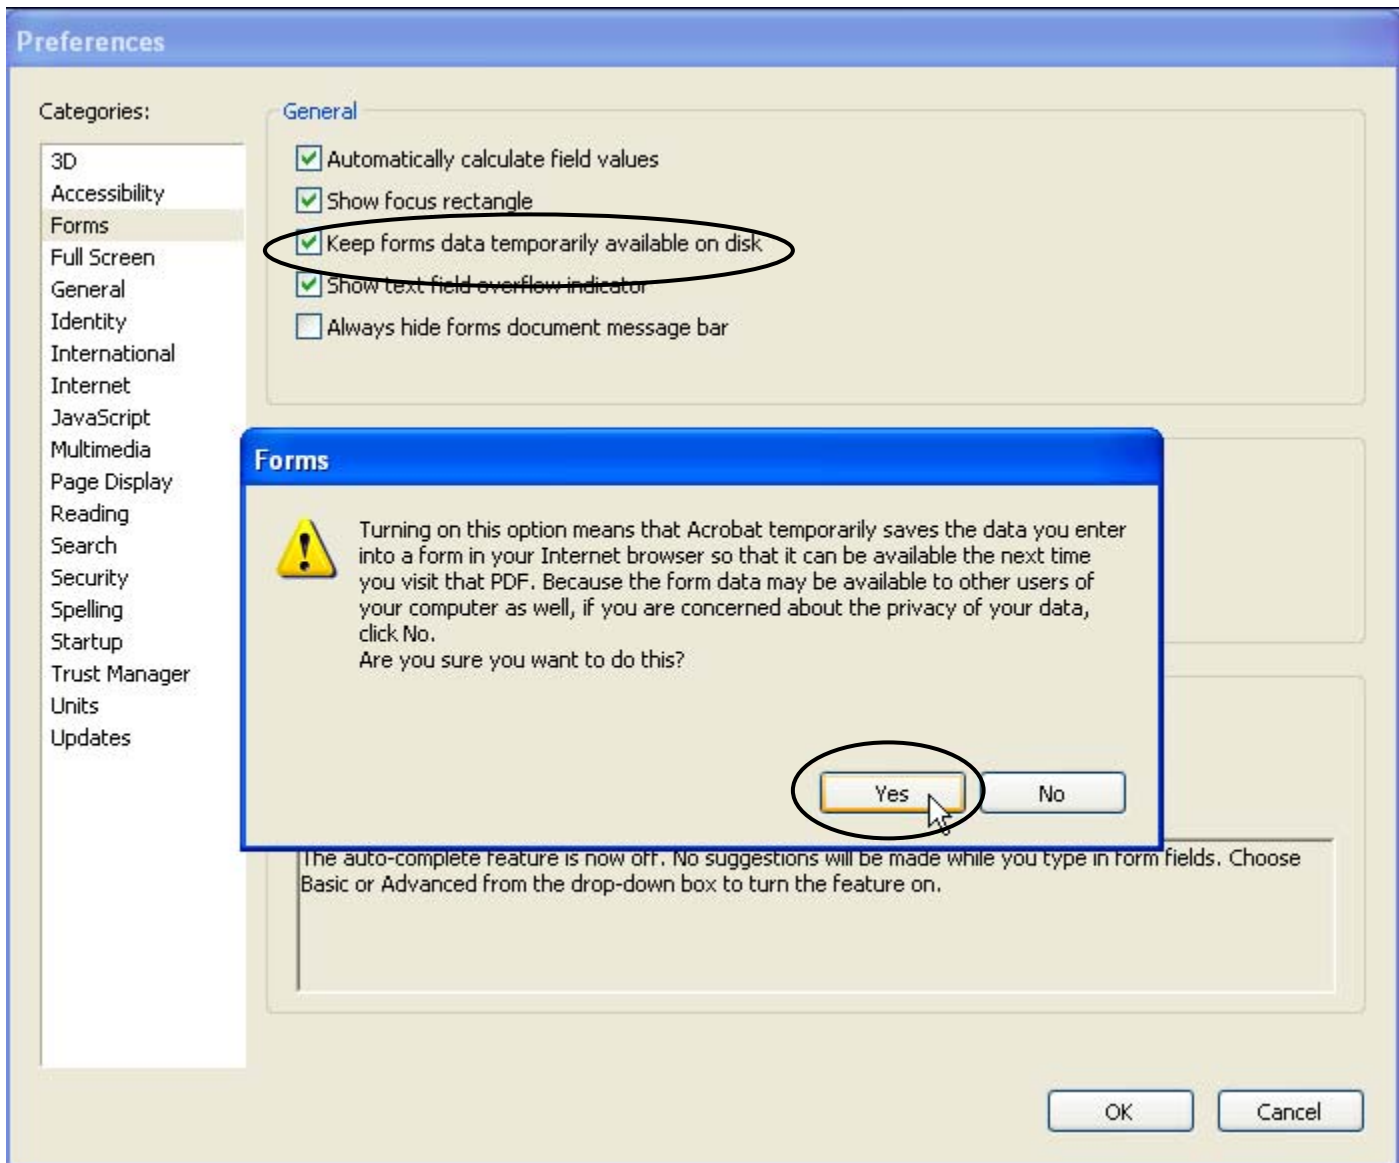 Preferences
Categories:
3D
Accessibility
Forms
Full Screen
General
Identity
International
Internet
JavaScript
Multimedia
Page Display
Reading
Search
Security
Spelling
Startup
Trust Manager
Units
Updates
General
Automatically calculate field values
Show focus rectangle
Keep forms data temporarily available on disk
Show text field overflow indicator
Always hide forms document message bar
Forms
Turning on this option means that Acrobat temporarily saves the data you enter
into a form in your Internet browser so that it can be available the next time
you visit that PDF. Because the form data may be available to other users of
your computer as well, if you are concerned about the privacy of your data,
click No.
Are you sure you want to do this?
Yes
No
The auto-complete feature is now off. No suggestions will be made while you type in form fields. Choose
Basic or Advanced from the drop-down box to turn the feature on.
OK
Cancel